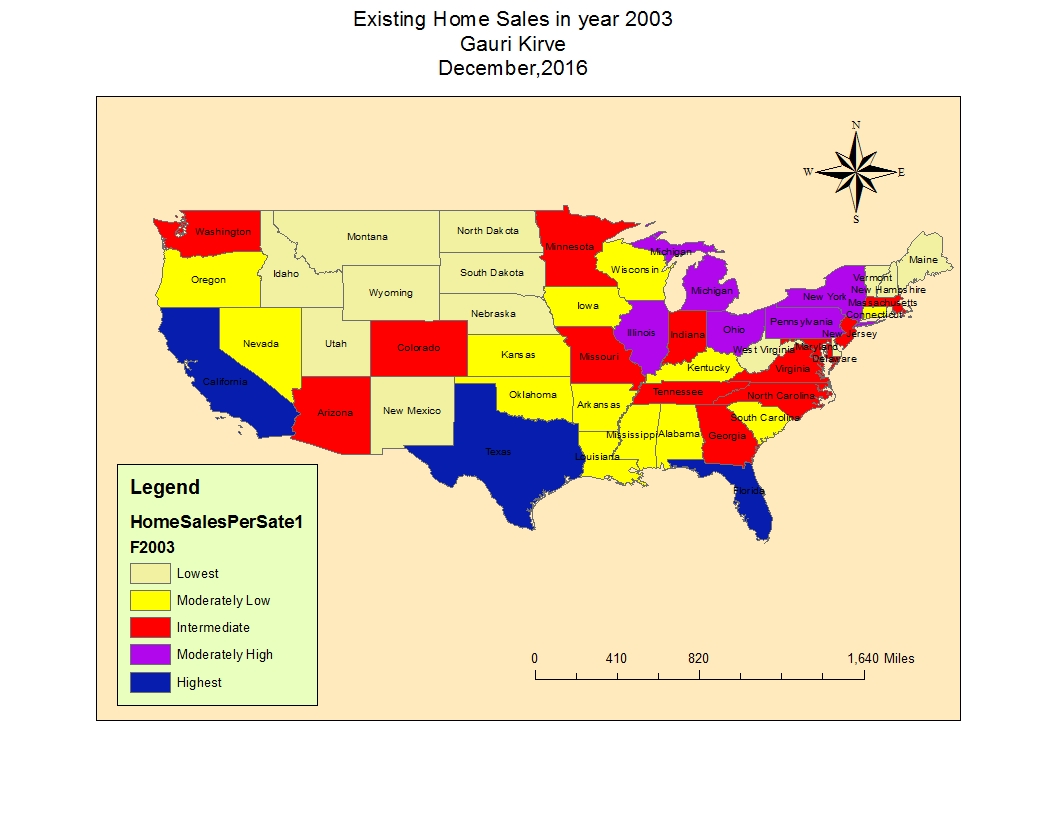 Existing Home Sales in year 2003
Gauri Kirve
December,2016
N
W
E
S
Washington
Montana
North Dakota
Minnesota
Michigan
Maine
Oregon
Idaho
Wyoming
South Dakota
Wisconsin
Michigan
Vermont
New Hampshire
New York
Massachusetts
Connecticut
Nevada
Utah
Colorado
Nebraska
Iowa
Illinois
Indiana
Ohio
Pennsylvania
New Jersey
Maryland
Delaware
West Virginia
Virginia
California
Kansas
Missouri
Kentucky
Arizona
New Mexico
Oklahoma
Arkansas
Tennessee
North Carolina
South Carolina
Texas
Louisiana
Mississippi
Alabama
Georgia
Florida
Legend
HomeSalesPerSate1
F2003
Lowest
Moderately Low
Intermediate
Moderately High
Highest
0 410 820 1,640 Miles